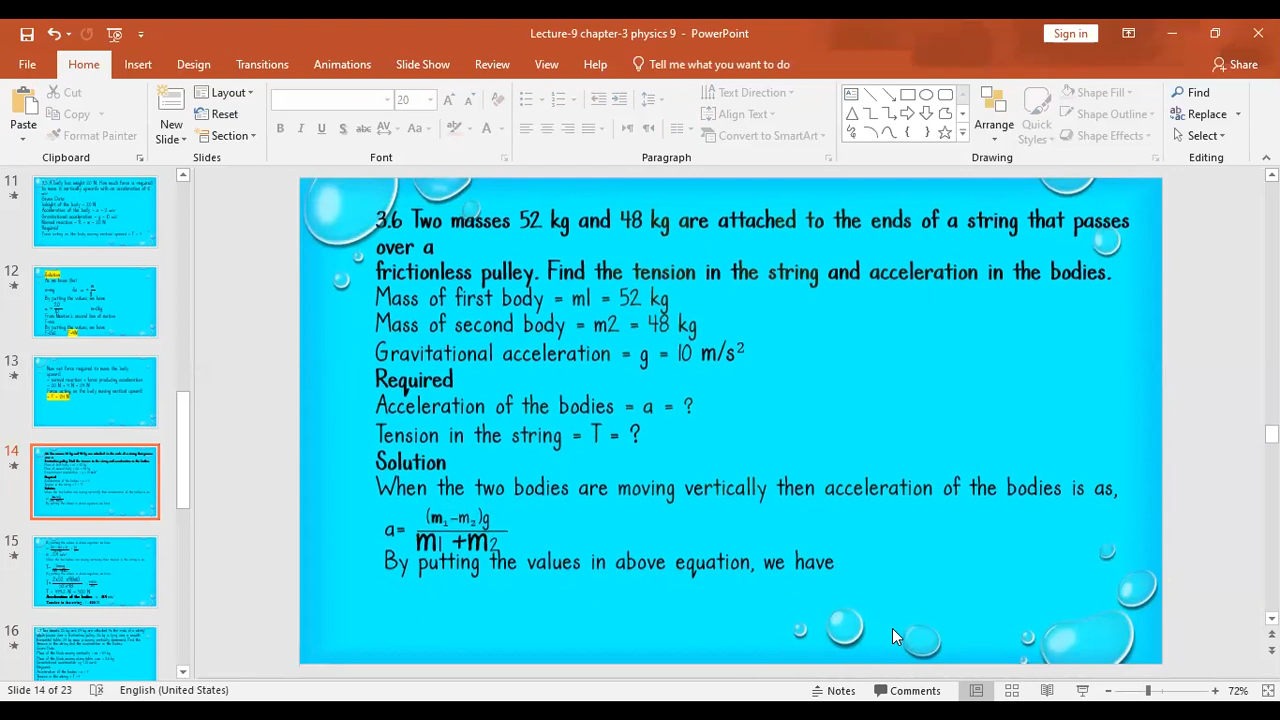 Lecture-9 chapter-3 physics 9 - PowerPoint
Sign in
File Home Insert Design Transitions Animations Slide Show Review View Help Tell me what you want to do Share
Paste
Cut
Copy
Format Painter
Clipboard
New Slide
Layout
Reset
Section
Slides
20
Font
Text Direction
Align Text
Convert to SmartArt
Paragraph
Arrange
Quick Styles
Shape Fill
Shape Outline
Shape Effects
Drawing
Find
Replace
Select
Editing
11
12
13
14
15
16
3.6 Two masses 52 kg and 48 kg are attached to the ends of a string that passes
over a
frictionless pulley. Find the tension in the string and acceleration in the bodies.
Mass of first body = m1 = 52 kg
Mass of second body = m2 = 48 kg
Gravitational acceleration = g = 10 m/s²
Required
Acceleration of the bodies = a = ?
Tension in the string = T = ?
Solution
When the two bodies are moving vertically then acceleration of the bodies is as,
(m₁-m₂)g
a=
m1 +m2
By putting the values in above equation, we have
Slide 14 of 23 English (United States) Notes Comments 72%